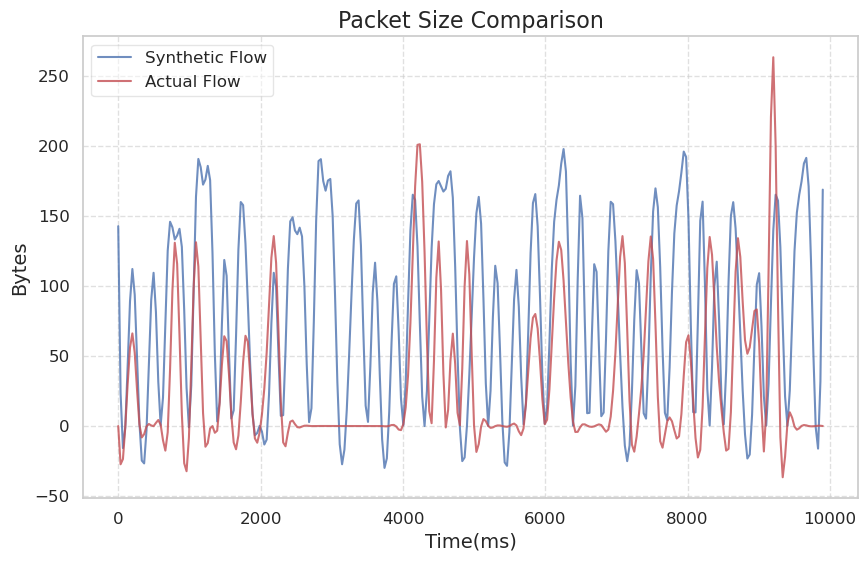 Packet Size Comparison
Synthetic Flow
Actual Flow
Bytes
250
200
150
100
50
0
−50
0
2000
4000
6000
8000
10000
Time(ms)